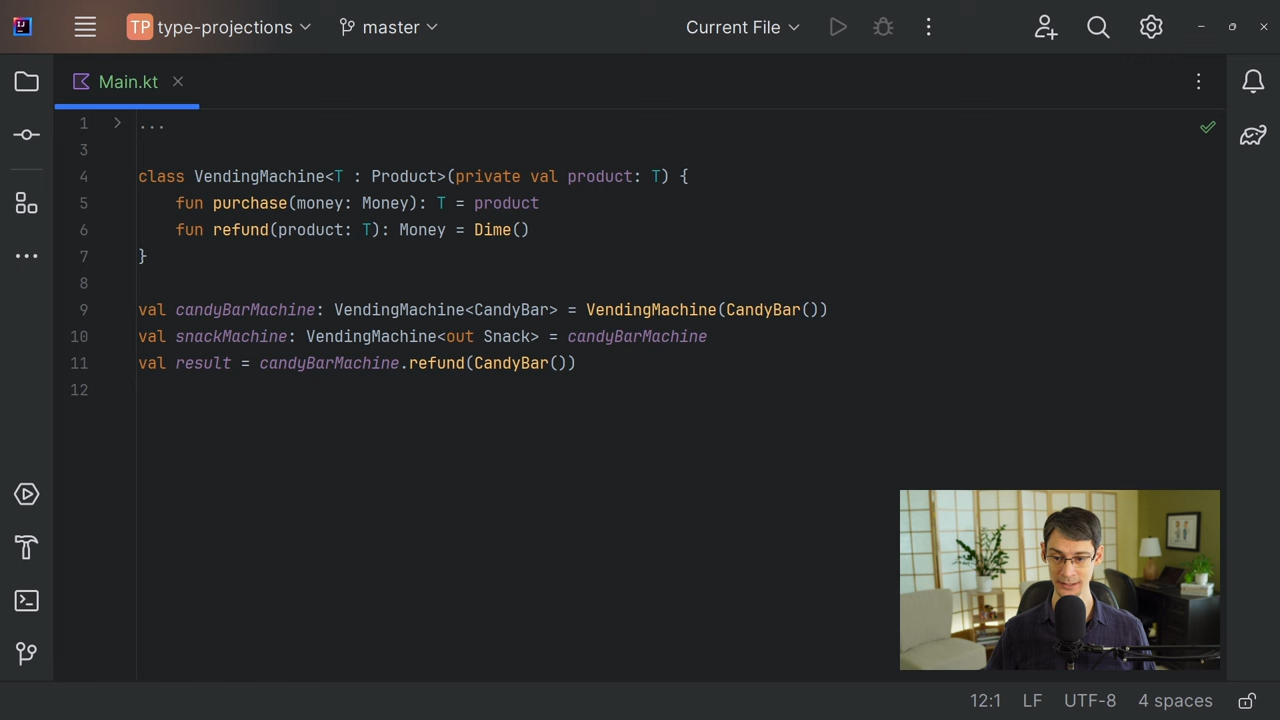 IJ
TP type-projections master Current File
Main.kt
1 ...
3
4 class VendingMachine<T : Product>(private val product: T) {
5 fun purchase(money: Money): T = product
6 fun refund(product: T): Money = Dime()
7 }
8
9 val candyBarMachine: VendingMachine<CandyBar> = VendingMachine(CandyBar())
10 val snackMachine: VendingMachine<out Snack> = candyBarMachine
11 val result = candyBarMachine.refund(CandyBar())
12
12:1 LF UTF-8 4 spaces